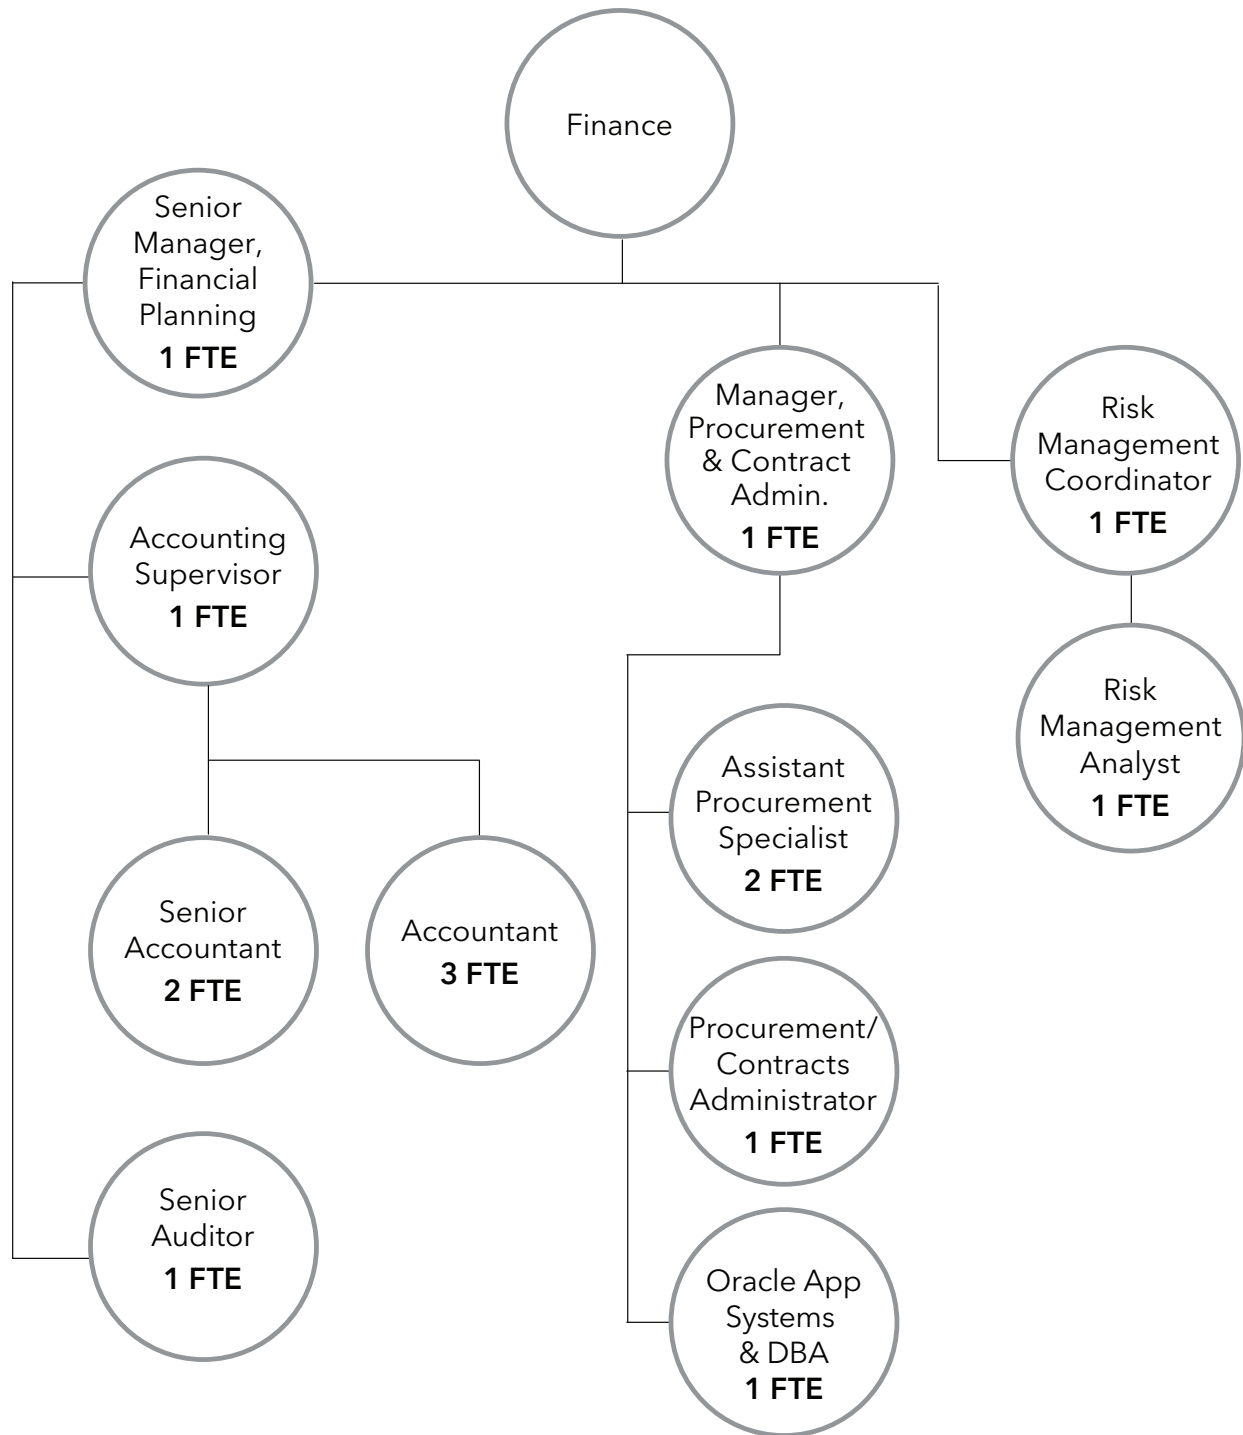 Finance
Senior
Manager,
Financial
Planning
1 FTE
Manager,
Procurement
& Contract
Admin.
1 FTE
Risk
Management
Coordinator
1 FTE
Accounting
Supervisor
1 FTE
Risk
Management
Analyst
1 FTE
Assistant
Procurement
Specialist
2 FTE
Senior
Accountant
2 FTE
Accountant
3 FTE
Procurement/
Contracts
Administrator
1 FTE
Senior
Auditor
1 FTE
Oracle App
Systems
& DBA
1 FTE